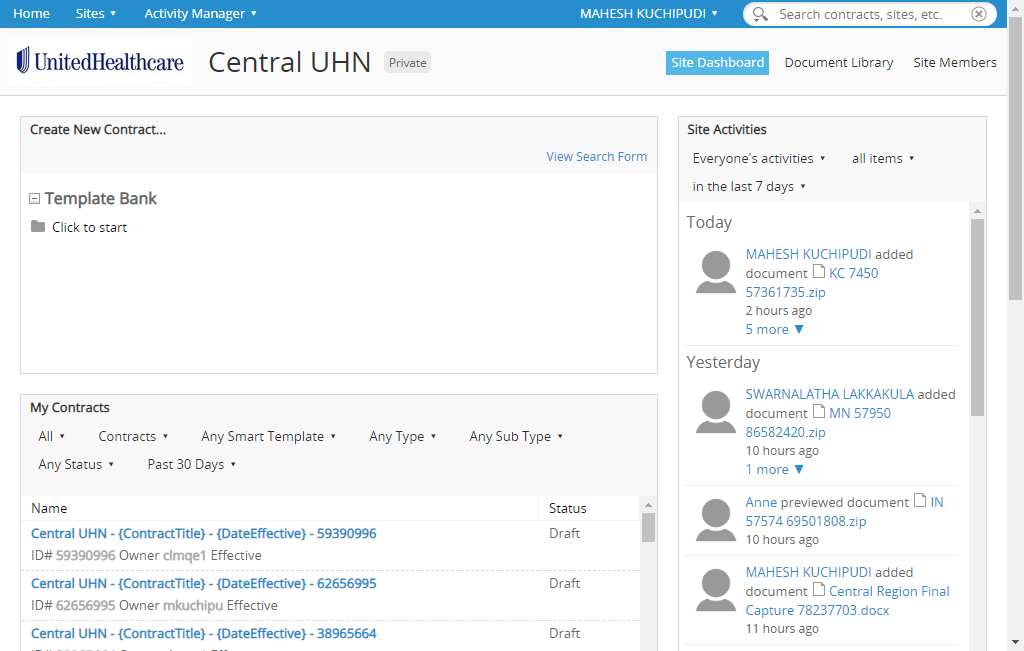 Home Sites Activity Manager MAHESH KUCHIPUDI Search contracts, sites, etc.
UnitedHealthcare Central UHN Private Site Dashboard Document Library Site Members
Create New Contract...
View Search Form
Template Bank
Click to start
My Contracts
All Contracts Any Smart Template Any Type Any Sub Type
Any Status Past 30 Days
Name Status
Central UHN - {ContractTitle} - {DateEffective} - 59390996 Draft
ID# 59390996 Owner clmqe1 Effective
Central UHN - {ContractTitle} - {DateEffective} - 62656995 Draft
ID# 62656995 Owner mkuchipu Effective
Central UHN - {ContractTitle} - {DateEffective} - 38965664 Draft
Site Activities
Everyone's activities all items
in the last 7 days
Today
MAHESH KUCHIPUDI added
document KC 7450
57361735.zip
2 hours ago
5 more ▼
Yesterday
SWARNALATHA LAKKAKULA added
document MN 57950
86582420.zip
10 hours ago
1 more ▼
Anne previewed document IN
57574 69501808.zip
10 hours ago
MAHESH KUCHIPUDI added
document Central Region Final
Capture 78237703.docx
11 hours ago